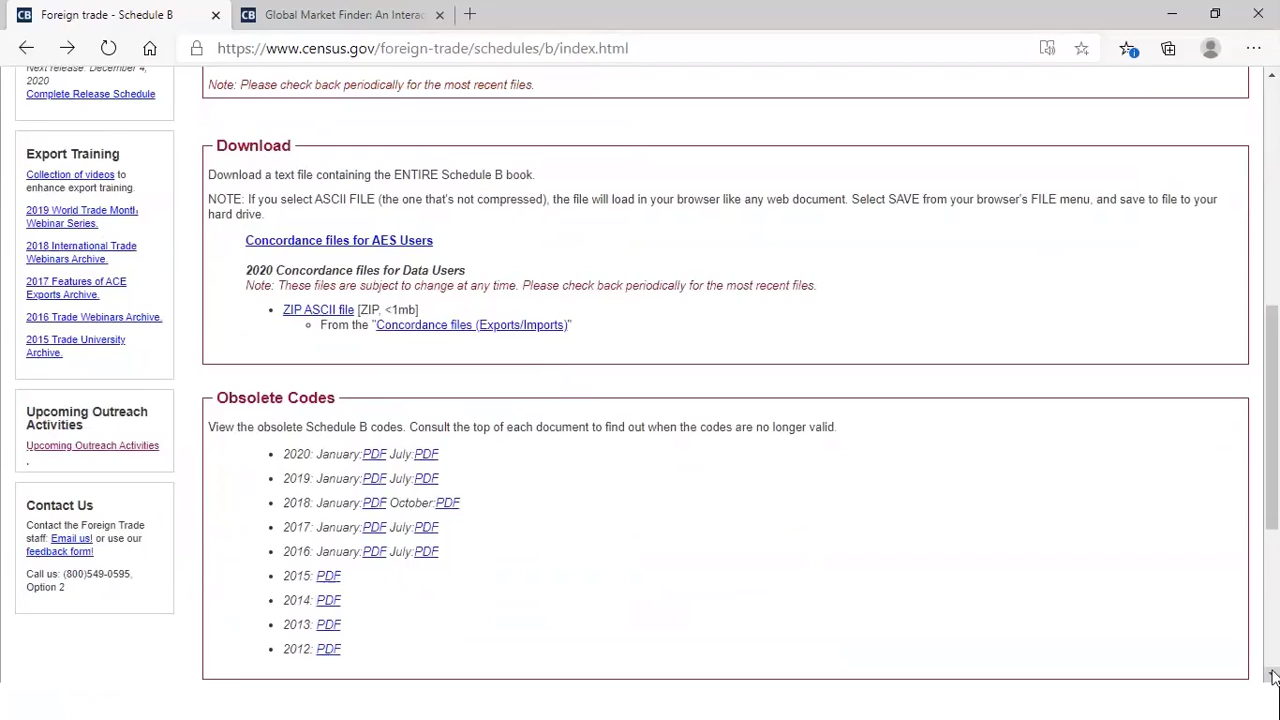 Foreign trade - Schedule B
Global Market Finder: An Interac
https://www.census.gov/foreign-trade/schedules/b/index.html
Next release: December 4,
2020
Complete Release Schedule
Export Training
Collection of videos to
enhance export training.
2019 World Trade Month
Webinar Series.
2018 International Trade
Webinars Archive.
2017 Features of ACE
Exports Archive.
2016 Trade Webinars Archive.
2015 Trade University
Archive.
Upcoming Outreach
Activities
Upcoming Outreach Activities
.
Contact Us
Contact the Foreign Trade
staff: Email us! or use our
feedback form!
Call us: (800)549-0595,
Option 2
Note: Please check back periodically for the most recent files.
Download
Download a text file containing the ENTIRE Schedule B book.
NOTE: If you select ASCII FILE (the one that's not compressed), the file will load in your browser like any web document. Select SAVE from your browser's FILE menu, and save to file to your
hard drive.
Concordance files for AES Users
2020 Concordance files for Data Users
Note: These files are subject to change at any time. Please check back periodically for the most recent files.
• ZIP ASCII file [ZIP, <1mb]
○ From the "Concordance files (Exports/Imports)"
Obsolete Codes
View the obsolete Schedule B codes. Consult the top of each document to find out when the codes are no longer valid.
• 2020: January:PDF July:PDF
• 2019: January:PDF July:PDF
• 2018: January:PDF October:PDF
• 2017: January:PDF July:PDF
• 2016: January:PDF July:PDF
• 2015: PDF
• 2014: PDF
• 2013: PDF
• 2012: PDF